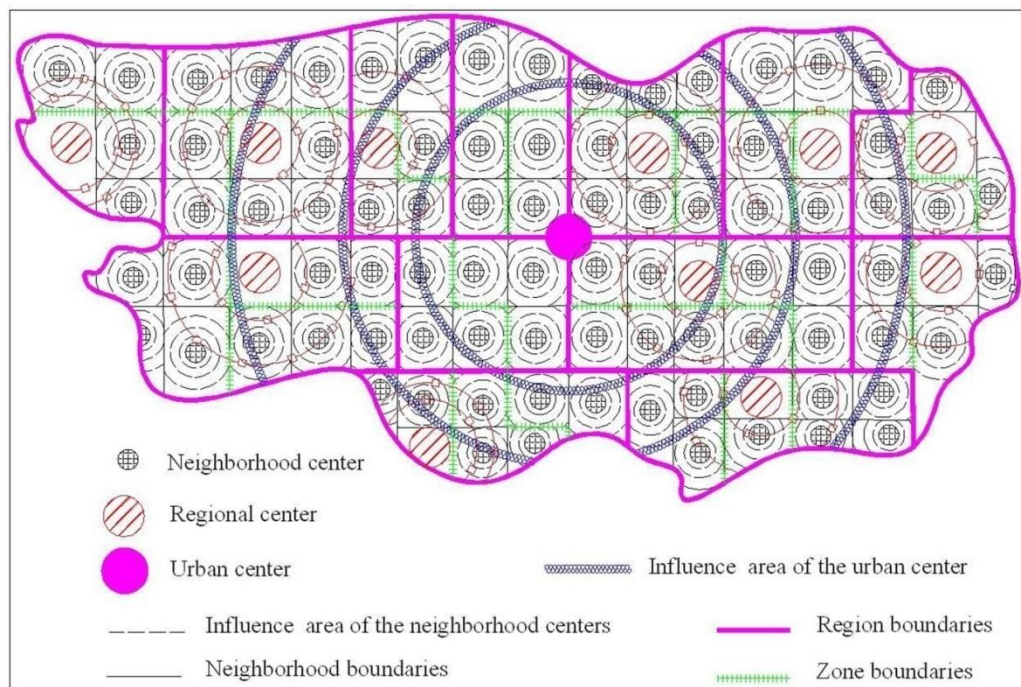 Neighborhood center
Regional center
Urban center
Influence area of the urban center
Influence area of the neighborhood centers
Region boundaries
Neighborhood boundaries
Zone boundaries